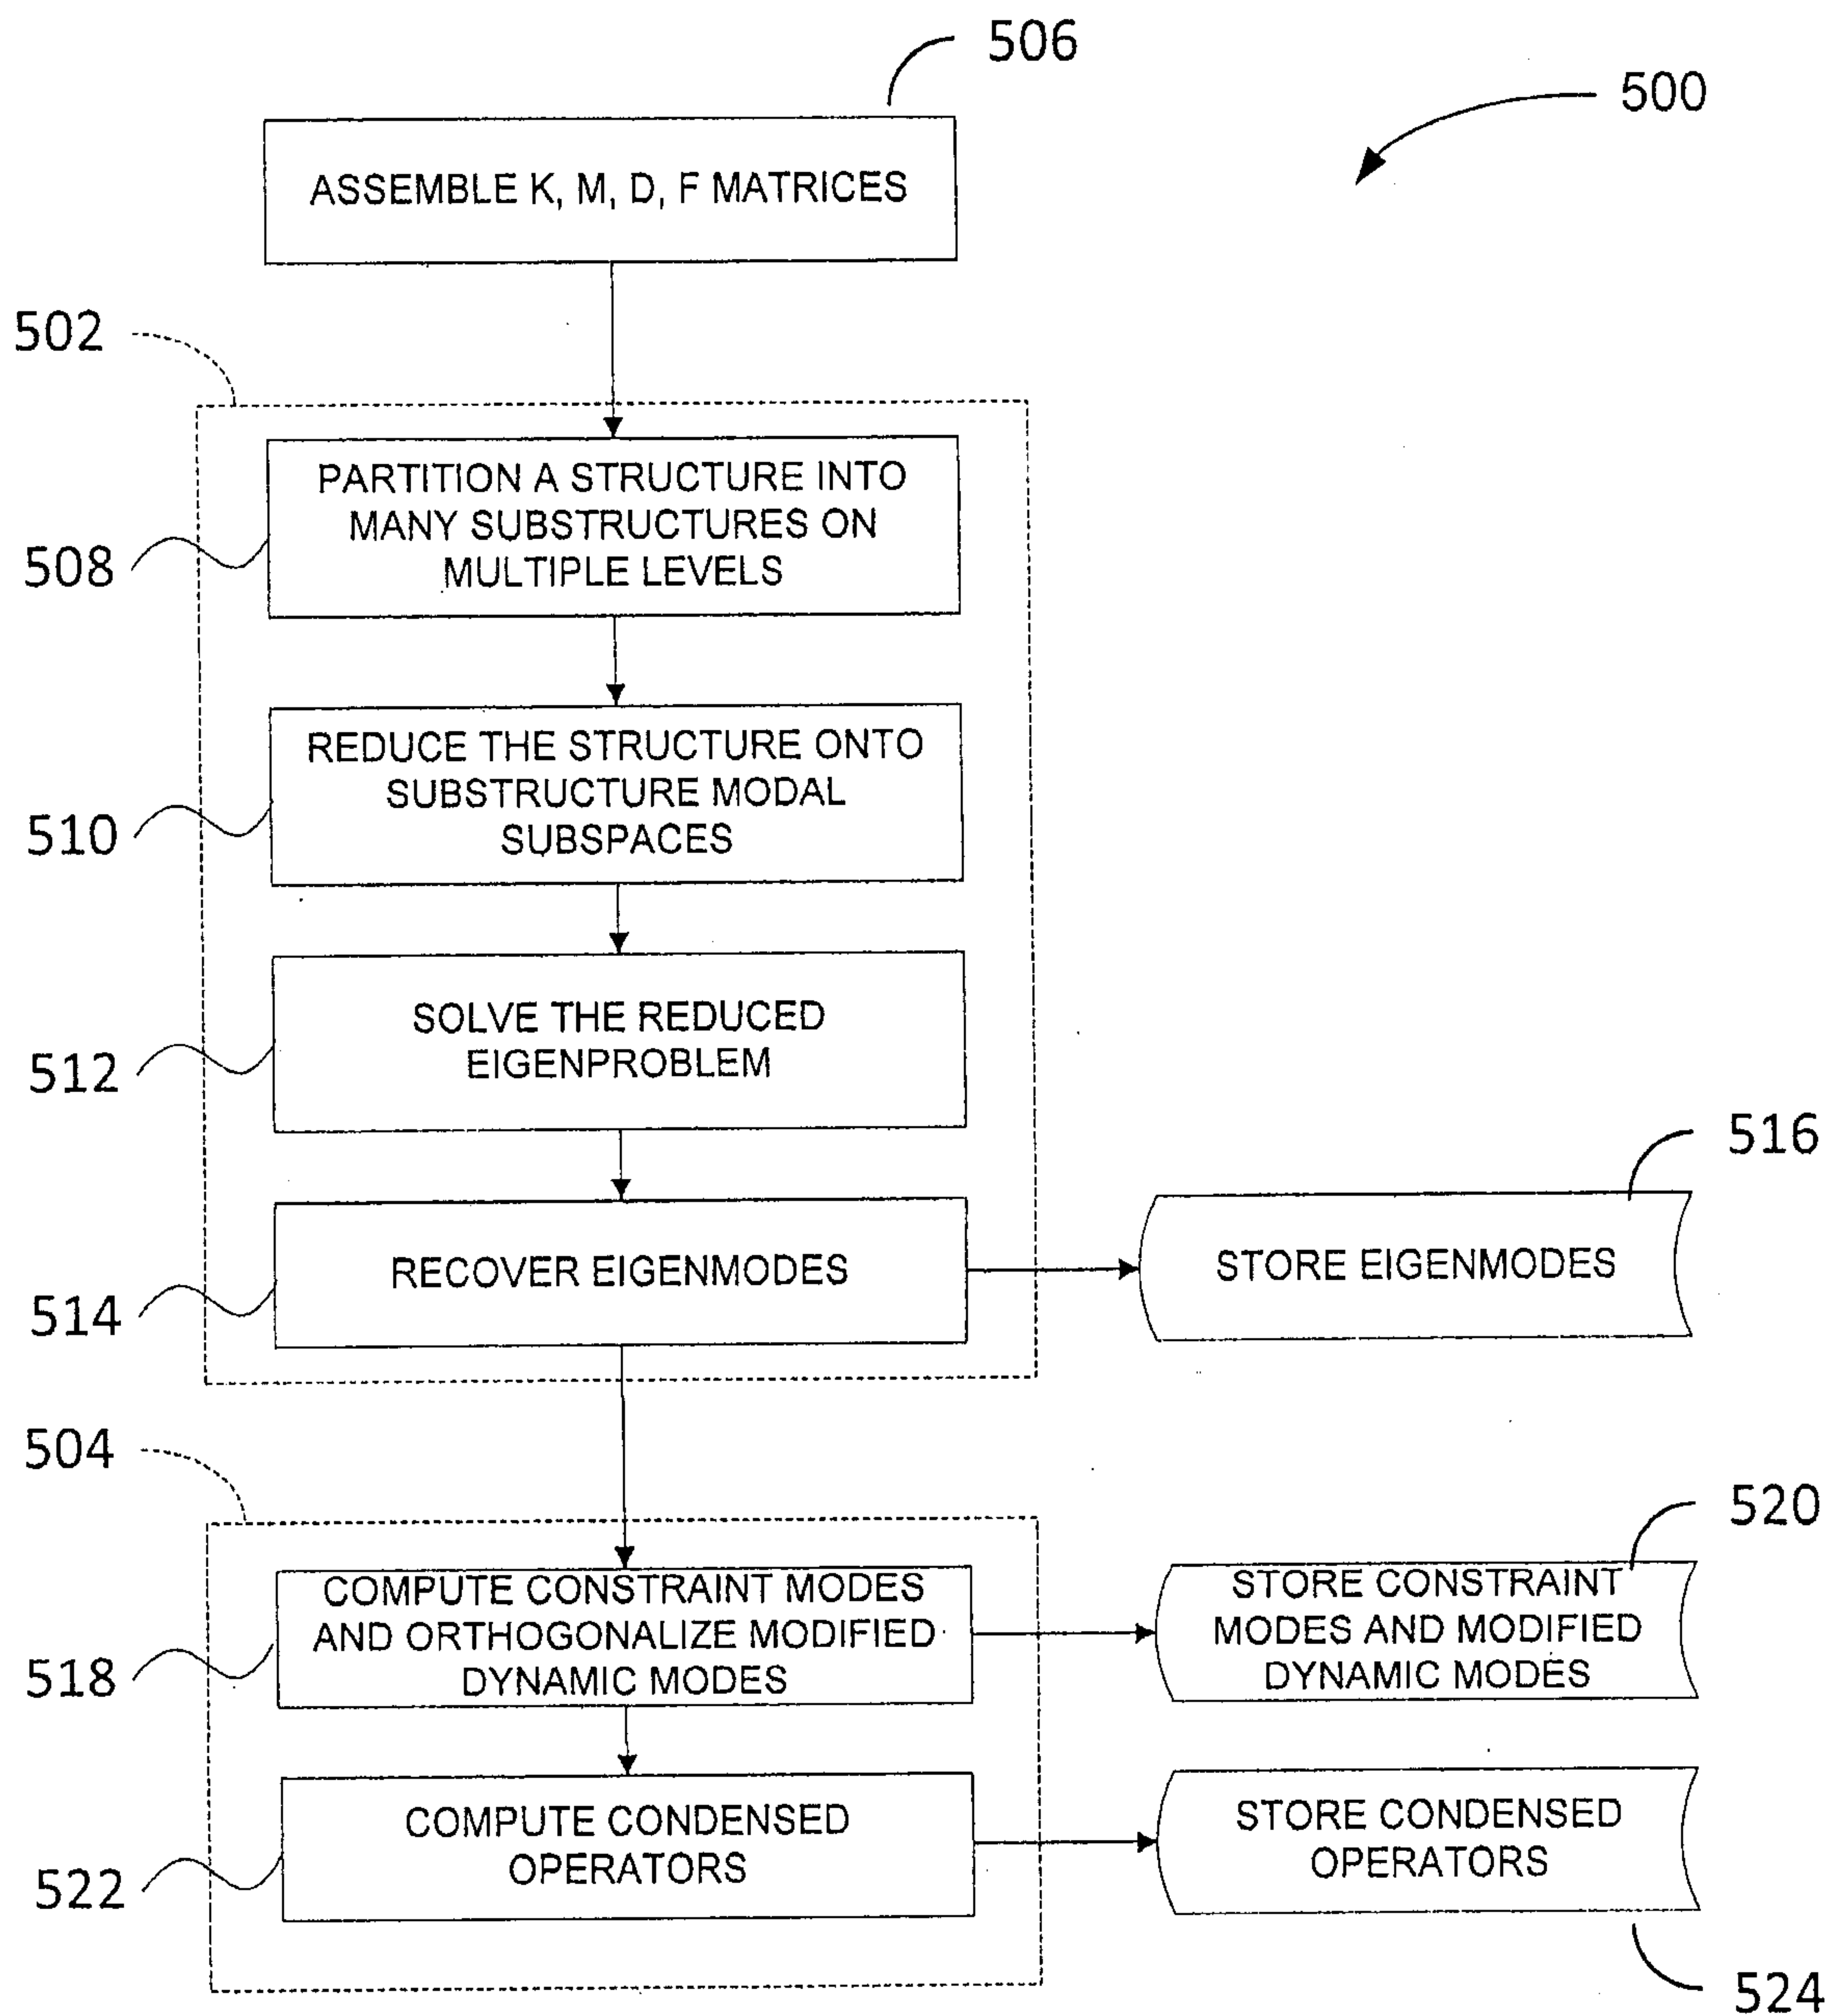 506
500
ASSEMBLE K, M, D, F MATRICES
502
PARTITION A STRUCTURE INTO
MANY SUBSTRUCTURES ON
MULTIPLE LEVELS
508
REDUCE THE STRUCTURE ONTO
SUBSTRUCTURE MODAL
SUBSPACES
510
SOLVE THE REDUCED
EIGENPROBLEM
512
516
RECOVER EIGENMODES
STORE EIGENMODES
514
504
520
COMPUTE CONSTRAINT MODES
AND ORTHOGONALIZE MODIFIED
DYNAMIC MODES
STORE CONSTRAINT
MODES AND MODIFIED
DYNAMIC MODES
518
COMPUTE CONDENSED
OPERATORS
STORE CONDENSED
OPERATORS
522
524